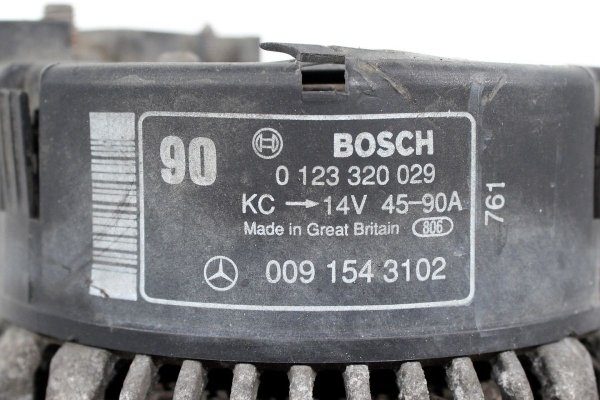 90 BOSCH
0 123 320 029
KC → 14V 45-90A
Made in Great Britain 806
009 154 3102
761